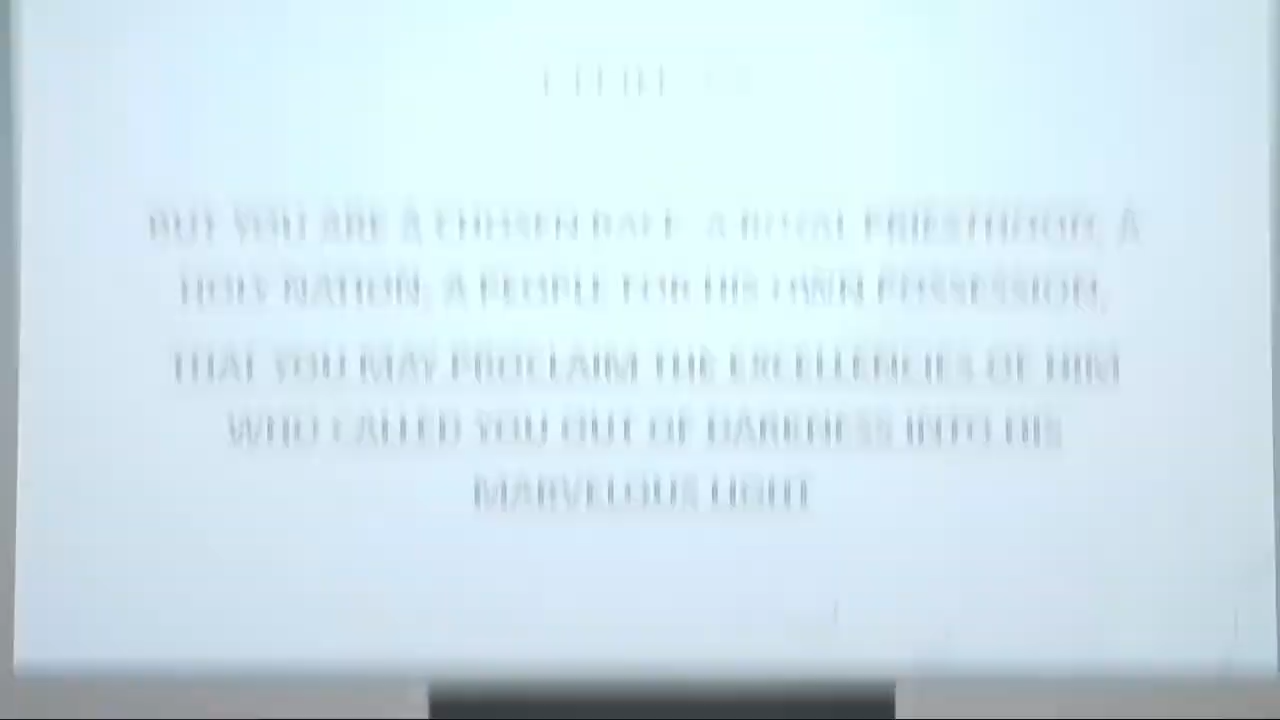 BUT YOU ARE A CHOSEN RACE, A ROYAL PRIESTHOOD, A
HOLY NATION, A PEOPLE FOR HIS OWN POSSESSION,
THAT YOU MAY PROCLAIM THE EXCELLENCIES OF HIM
WHO CALLED YOU OUT OF DARKNESS INTO HIS
MARVELOUS LIGHT